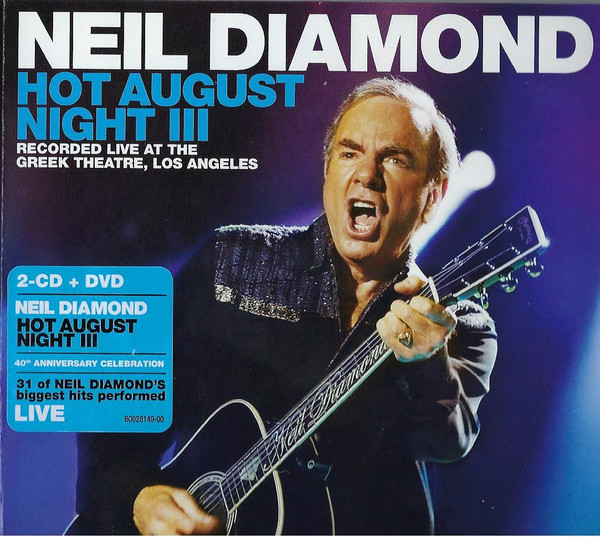 NEIL DIAMOND
HOT AUGUST
NIGHT III
RECORDED LIVE AT THE
GREEK THEATRE, LOS ANGELES
2-CD + DVD
NEIL DIAMOND
HOT AUGUST
NIGHT III
40th ANNIVERSARY CELEBRATION
31 of NEIL DIAMOND'S
biggest hits performed
LIVE
B0028149-00
Neil Diamond